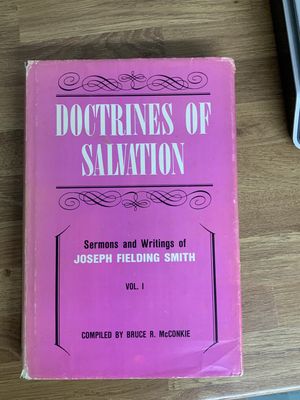 DOCTRINES OF
SALVATION
Sermons and Writings of
JOSEPH FIELDING SMITH
VOL. I
COMPILED BY BRUCE R. McCONKIE